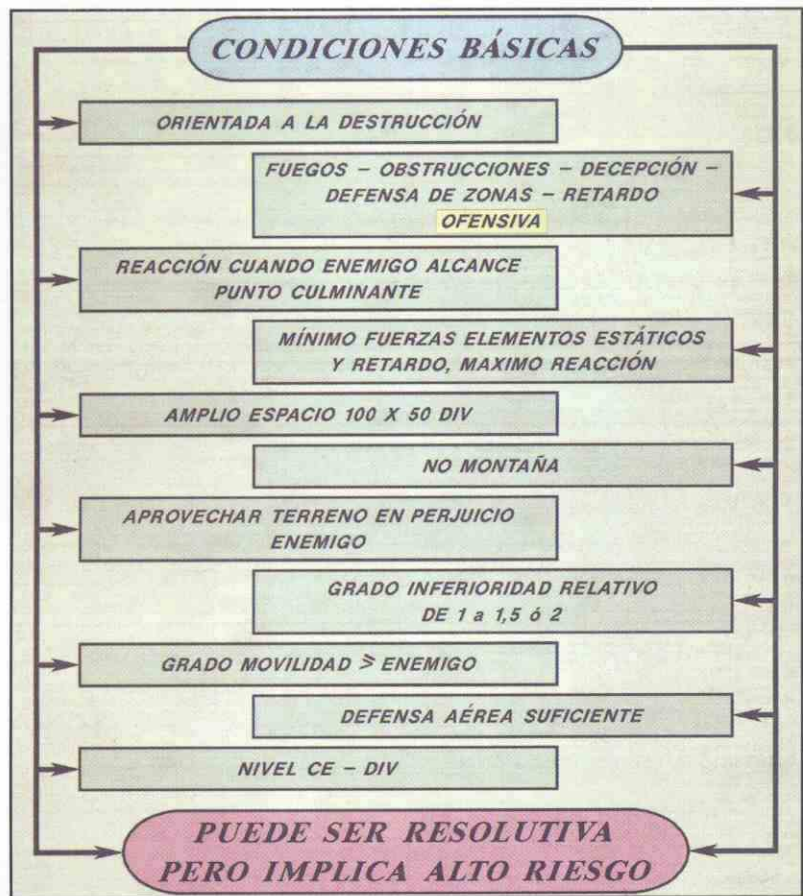 CONDICIONES BÁSICAS
ORIENTADA A LA DESTRUCCIÓN
FUEGOS – OBSTRUCCIONES – DECEPCIÓN –
DEFENSA DE ZONAS – RETARDO
OFENSIVA
REACCIÓN CUANDO ENEMIGO ALCANCE
PUNTO CULMINANTE
MÍNIMO FUERZAS ELEMENTOS ESTÁTICOS
Y RETARDO, MAXIMO REACCIÓN
AMPLIO ESPACIO 100 X 50 DIV
NO MONTAÑA
APROVECHAR TERRENO EN PERJUICIO
ENEMIGO
GRADO INFERIORIDAD RELATIVO
DE 1 a 1,5 ó 2
GRADO MOVILIDAD ⩾ ENEMIGO
DEFENSA AÉREA SUFICIENTE
NIVEL CE – DIV
PUEDE SER RESOLUTIVA
PERO IMPLICA ALTO RIESGO